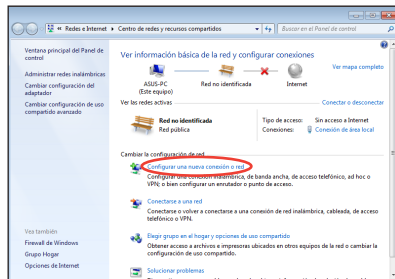 Redes e Internet
Centro de redes y recursos compartidos
Buscar en el Panel de control
Ventana principal del Panel de
control
Administrar redes inalámbricas
Cambiar configuración del
adaptador
Cambiar configuración de uso
compartido avanzado
Ver información básica de la red y configurar conexiones
Ver mapa completo
ASUS-PC
(Este equipo)
Red no identificada
Internet
Ver las redes activas
Conectar o desconectar
Red no identificada
Red pública
Tipo de acceso: Sin acceso a Internet
Conexiones: Conexión de área local
Cambiar la configuración de red
Configurar una nueva conexión o red
Configurar una conexión inalámbrica, de banda ancha, de acceso telefónico, ad hoc o
VPN; o bien configurar un enrutador o punto de acceso.
Conectarse a una red
Conectarse o volver a conectarse a una conexión de red inalámbrica, cableada, de acceso
telefónico o VPN.
Elegir grupo en el hogar y opciones de uso compartido
Obtener acceso a archivos e impresoras ubicados en otros equipos de la red o cambiar la
configuración de uso compartido.
Solucionar problemas
Vea también
Firewall de Windows
Grupo Hogar
Opciones de Internet